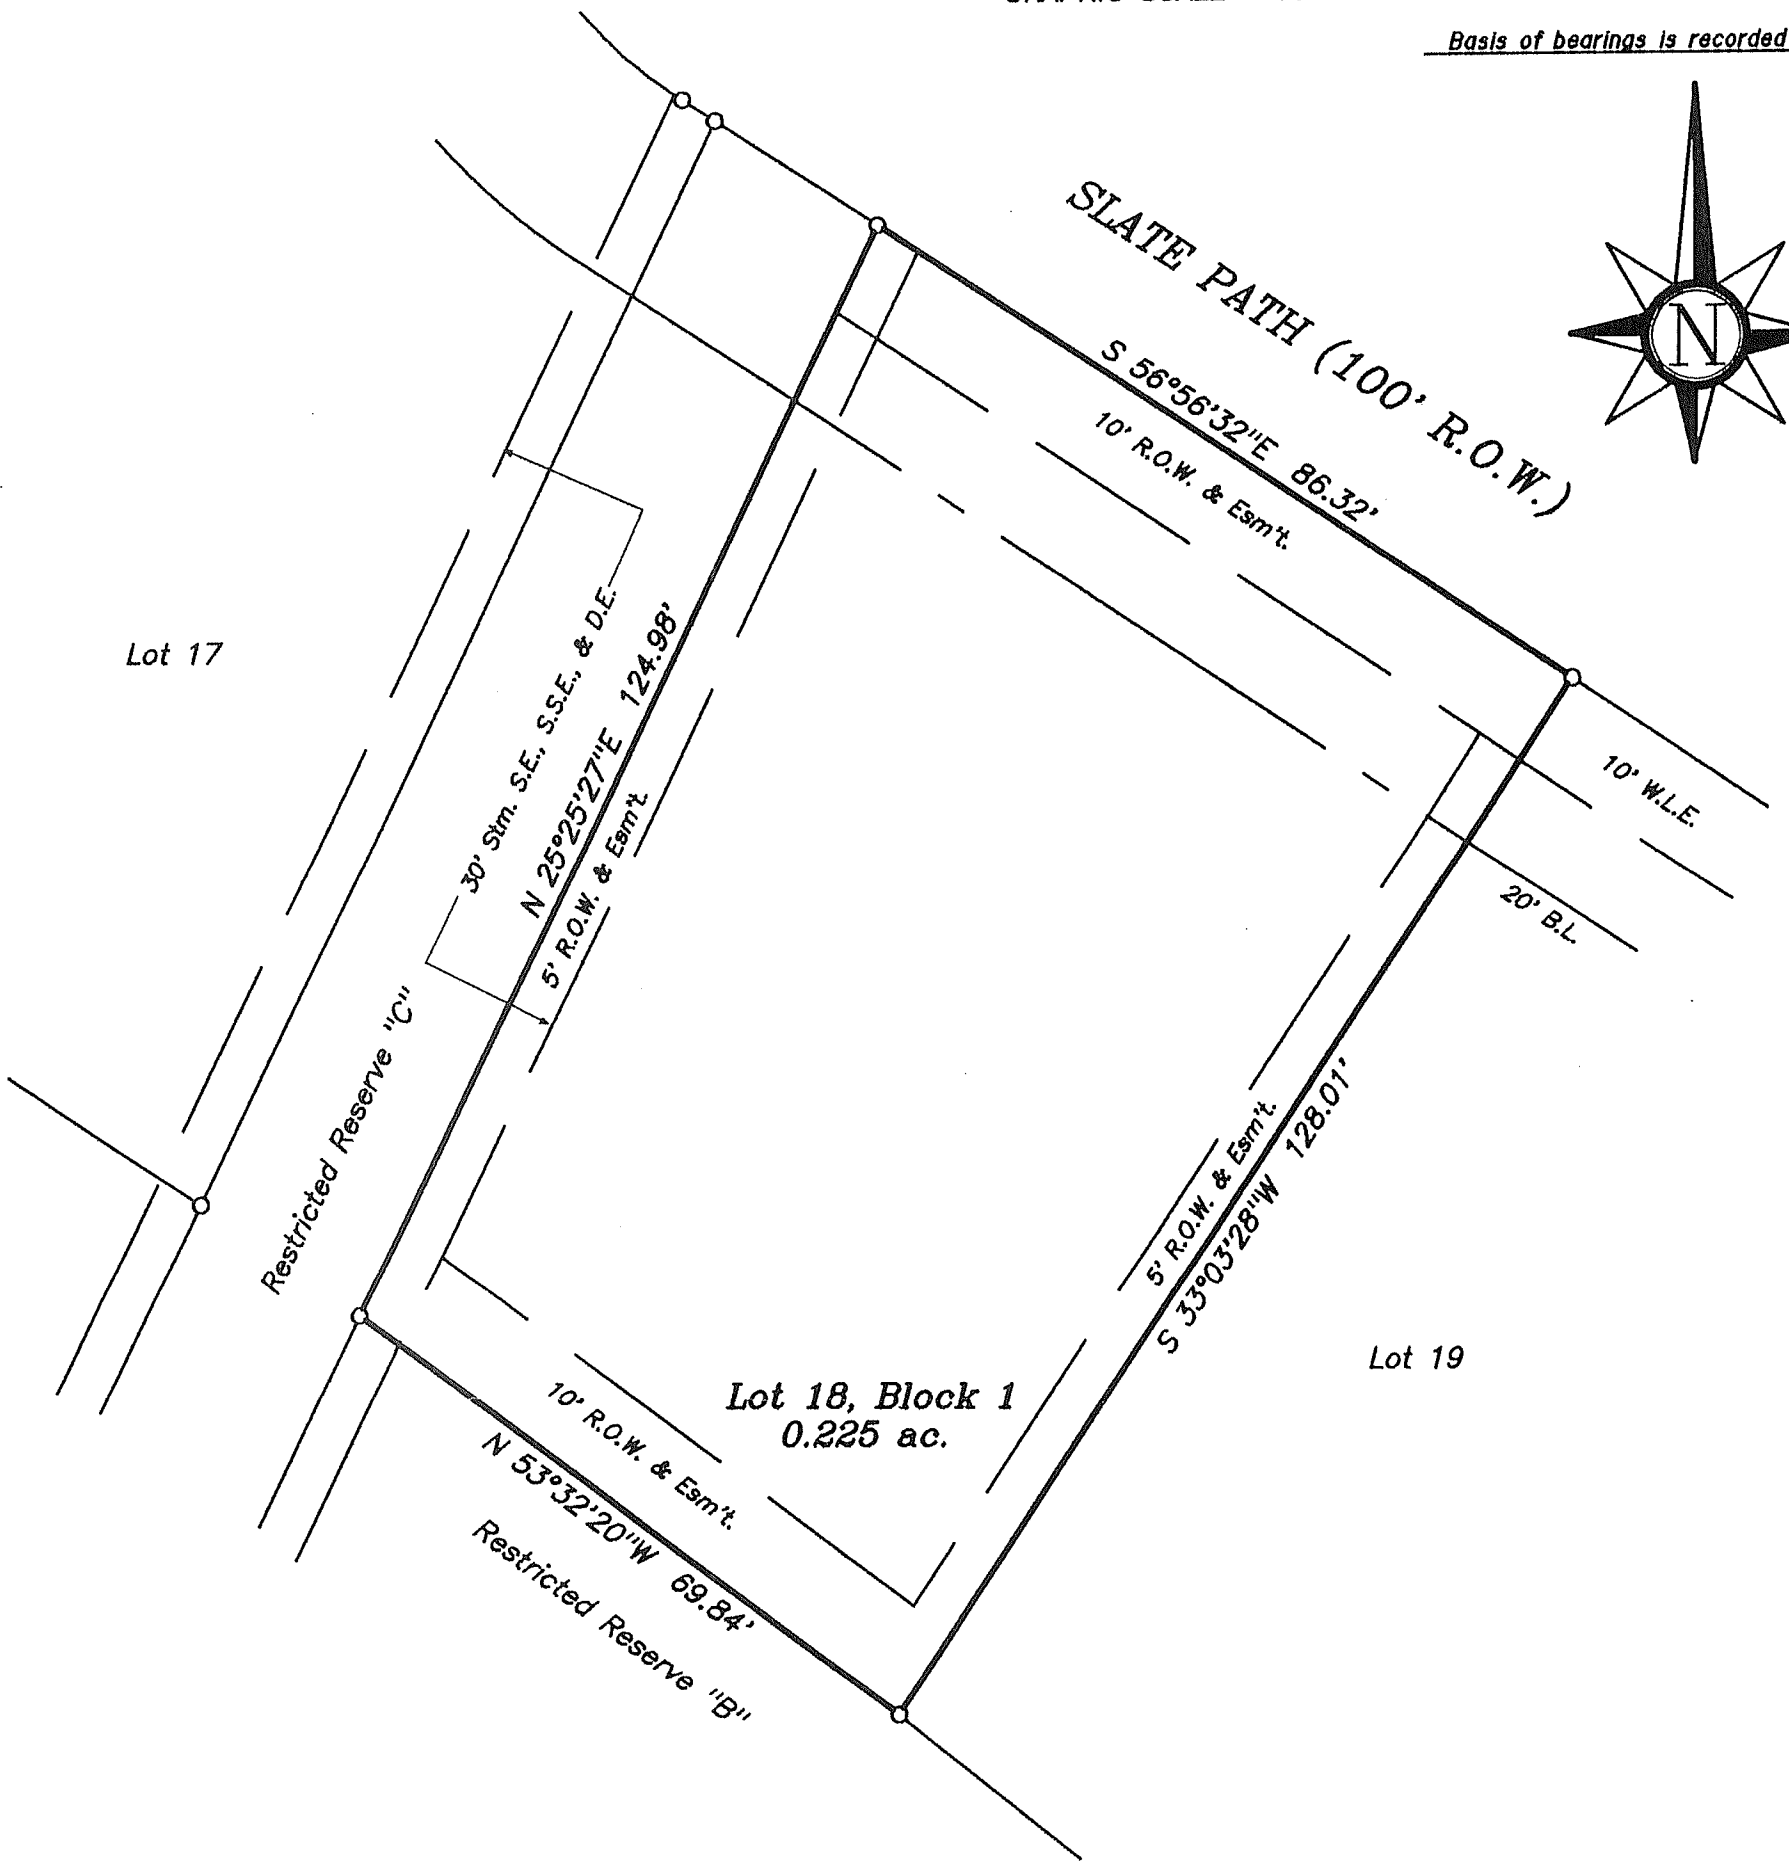 Basis of bearings is recorded
N
SLATE PATH (100' R.O.W.)
S 56°56'32"E 86.32'
10' R.O.W. & Esm't.
Lot 17
30' Stm. S.E., S.S.E., & D.E.
N 25°25'27"E 124.98'
5' R.O.W. & Esm't.
10' W.L.E.
20' B.L.
Restricted Reserve "C"
5' R.O.W. & Esm't.
S 33°03'28"W 128.01'
Lot 19
Lot 18, Block 1
0.225 ac.
10' R.O.W. & Esm't.
N 53°32'20"W 69.84'
Restricted Reserve "B"